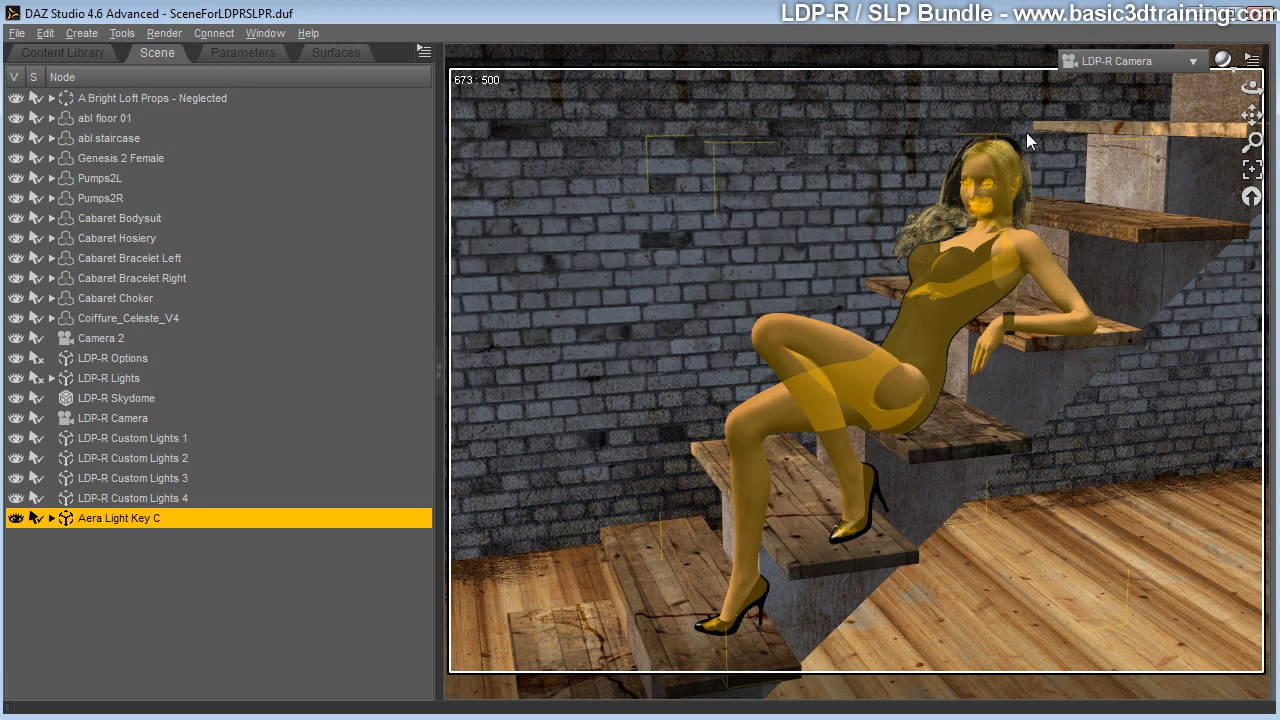 DAZ Studio 4.6 Advanced - SceneForLDPRSLPR.duf
LDP-R / SLP Bundle - www.basic3dtraining.com
File Edit Create Tools Render Connect Window Help
Content Library Scene Parameters Surfaces
LDP-R Camera
V S Node
673 : 500
A Bright Loft Props - Neglected
abl floor 01
abl staircase
Genesis 2 Female
Pumps2L
Pumps2R
Cabaret Bodysuit
Cabaret Hosiery
Cabaret Bracelet Left
Cabaret Bracelet Right
Cabaret Choker
Coiffure_Celeste_V4
Camera 2
LDP-R Options
LDP-R Lights
LDP-R Skydome
LDP-R Camera
LDP-R Custom Lights 1
LDP-R Custom Lights 2
LDP-R Custom Lights 3
LDP-R Custom Lights 4
Aera Light Key C